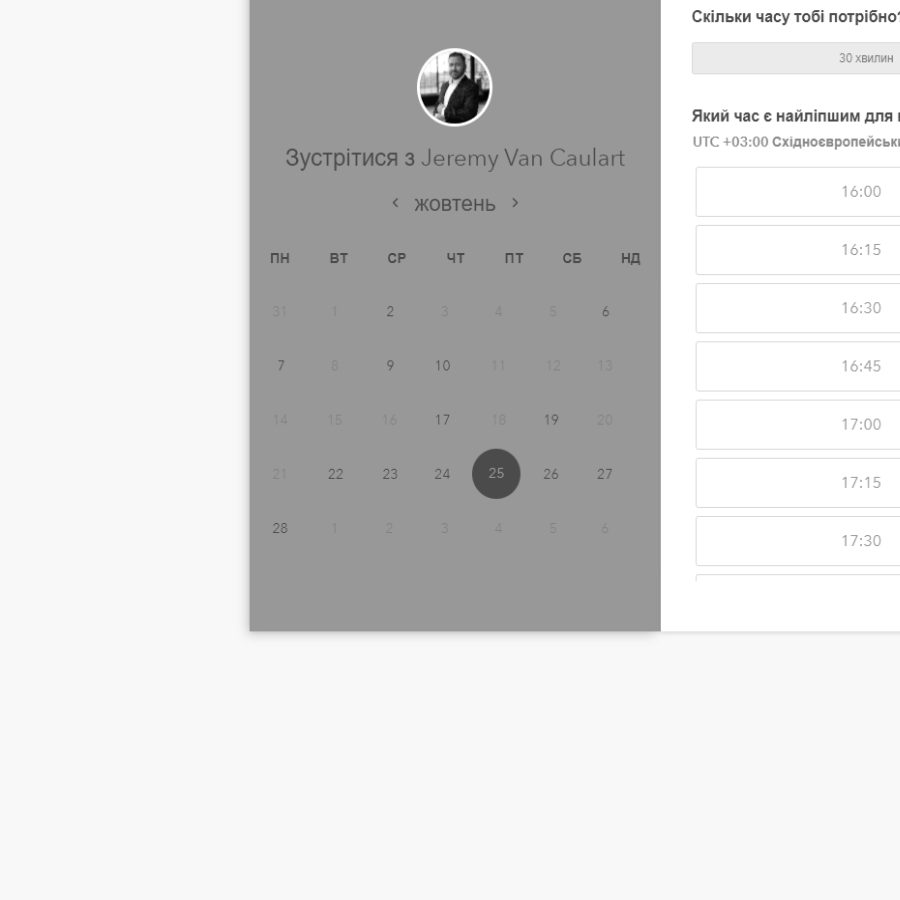 Зустрітися з Jeremy Van Caulart
‹ жовтень ›
ПН ВТ СР ЧТ ПТ СБ НД
31 1 2 3 4 5 6
7 8 9 10 11 12 13
14 15 16 17 18 19 20
21 22 23 24 25 26 27
28 1 2 3 4 5 6
Скільки часу тобі потрібно?
30 хвилин
Який час є найліпшим для
UTC +03:00 Східноєвропейськ
16:00
16:15
16:30
16:45
17:00
17:15
17:30